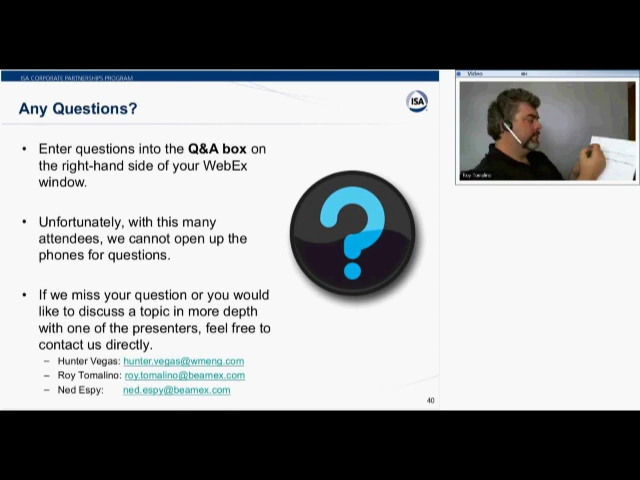 ISA CORPORATE PARTNERSHIPS PROGRAM
Video
Any Questions?
ISA
• Enter questions into the Q&A box on
the right-hand side of your WebEx
window.
Roy Tomalino
• Unfortunately, with this many
attendees, we cannot open up the
phones for questions.
• If we miss your question or you would
like to discuss a topic in more depth
with one of the presenters, feel free to
contact us directly.
– Hunter Vegas: hunter.vegas@wmeng.com
– Roy Tomalino: roy.tomalino@beamex.com
– Ned Espy: ned.espy@beamex.com
40